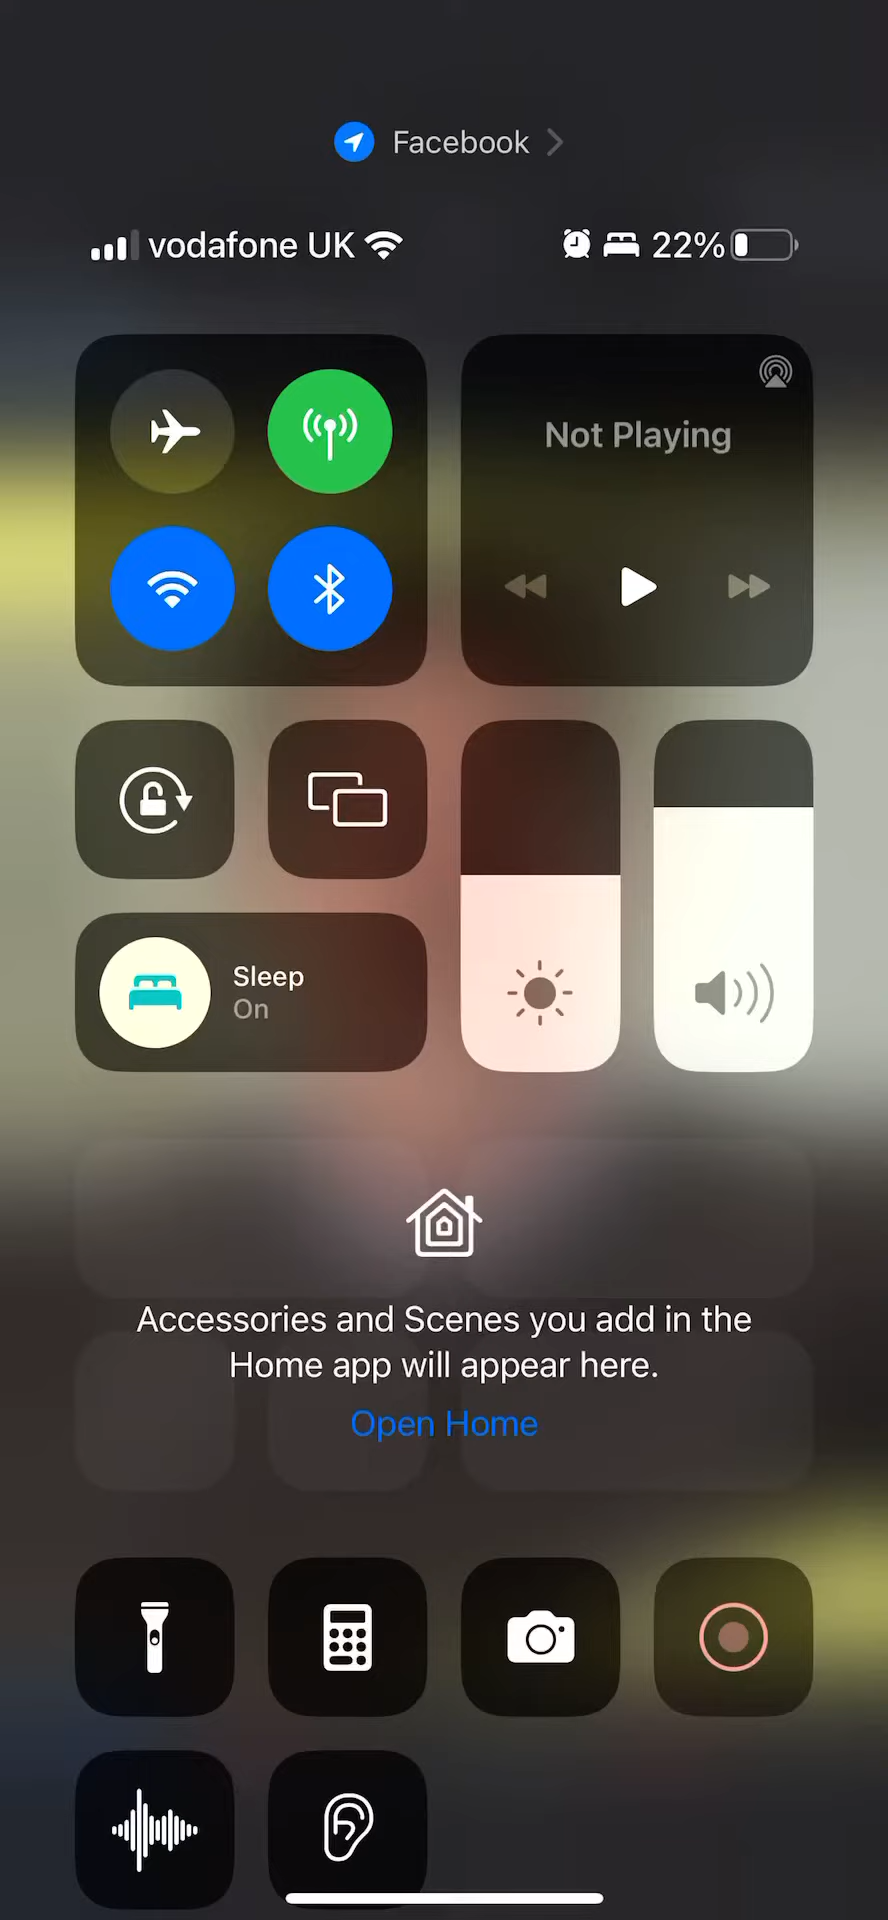 Facebook
vodafone UK 22%
Not Playing
Sleep
On
Accessories and Scenes you add in the
Home app will appear here.
Open Home